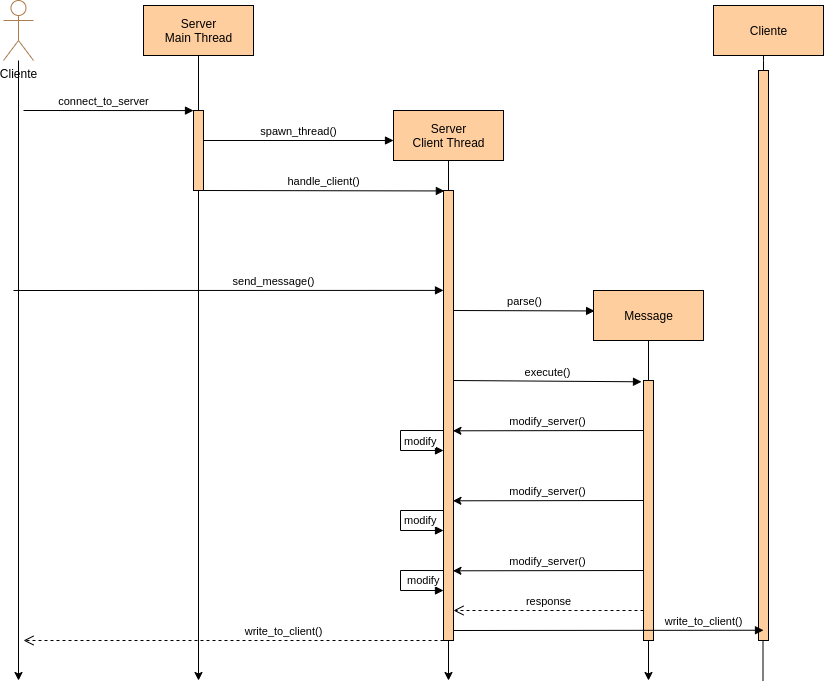 Server
Main Thread
Cliente
Cliente
connect_to_server
spawn_thread()
Server
Client Thread
handle_client()
send_message()
parse()
Message
execute()
modify_server()
modify
modify_server()
modify
modify_server()
modify
response
write_to_client()
write_to_client()